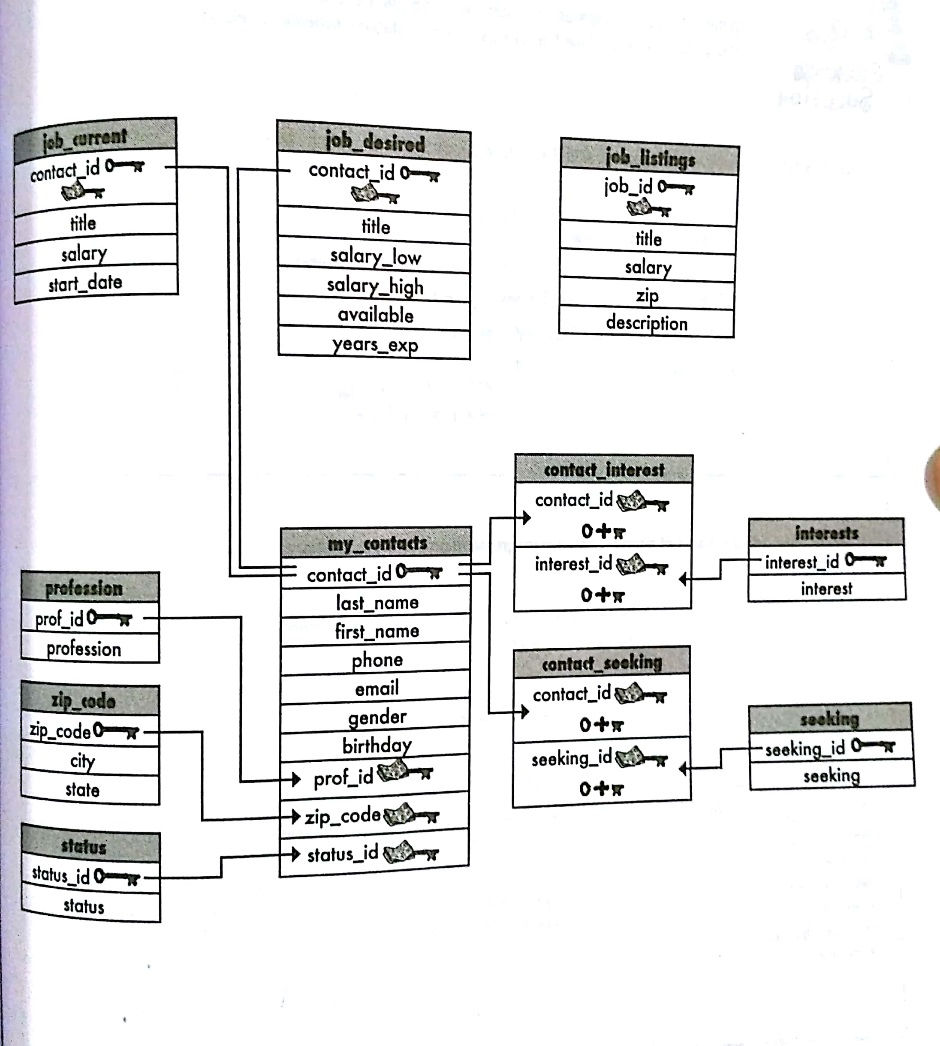 job_current
contact_id
title
salary
start_date
job_desired
contact_id
title
salary_low
salary_high
available
years_exp
job_listings
job_id
title
salary
zip
description
my_contacts
contact_id
last_name
first_name
phone
email
gender
birthday
prof_id
zip_code
status_id
contact_interest
contact_id
interest_id
interests
interest_id
interest
profession
prof_id
profession
contact_seeking
contact_id
seeking_id
seeking
seeking_id
seeking
zip_code
zip_code
city
state
status
status_id
status